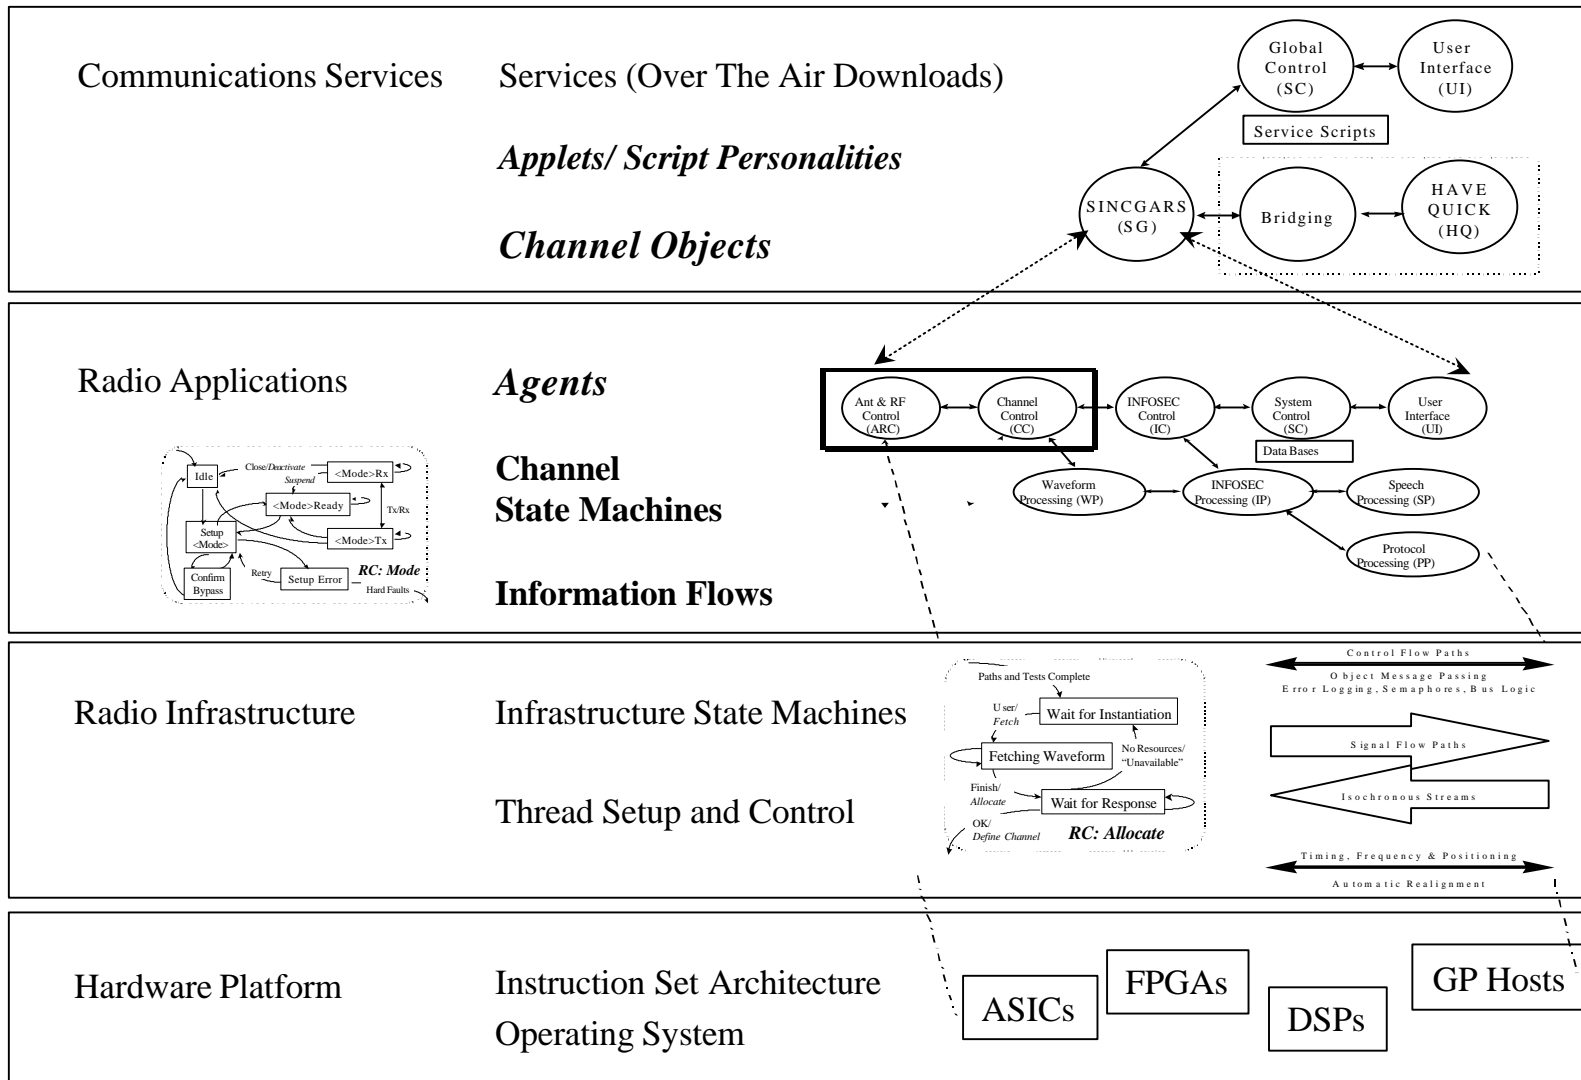 Communications Services
Services (Over The Air Downloads)
Applets/ Script Personalities
Channel Objects
Global
Control
(SC)
User
Interface
(UI)
Service Scripts
SINCGARS
(SG)
Bridging
HAVE
QUICK
(HQ)
Radio Applications
Agents
Channel
State Machines
Information Flows
Idle
Close/Deactivate
Suspend
<Mode>Rx
<Mode>Ready
Tx/Rx
Setup
<Mode>
<Mode>Tx
Confirm
Bypass
Retry
Setup Error
RC: Mode
Hard Faults
Ant & RF
Control
(ARC)
Channel
Control
(CC)
INFOSEC
Control
(IC)
System
Control
(SC)
User
Interface
(UI)
Data Bases
Waveform
Processing (WP)
INFOSEC
Processing (IP)
Speech
Processing (SP)
Protocol
Processing (PP)
Radio Infrastructure
Infrastructure State Machines
Thread Setup and Control
Paths and Tests Complete
User/
Fetch
Wait for Instantiation
Fetching Waveform
No Resources/
“Unavailable”
Finish/
Allocate
Wait for Response
OK/
Define Channel
RC: Allocate
Control Flow Paths
Object Message Passing
Error Logging, Semaphores, Bus Logic
Signal Flow Paths
Isochronous Streams
Timing, Frequency & Positioning
Automatic Realignment
Hardware Platform
Instruction Set Architecture
Operating System
ASICs
FPGAs
DSPs
GP Hosts